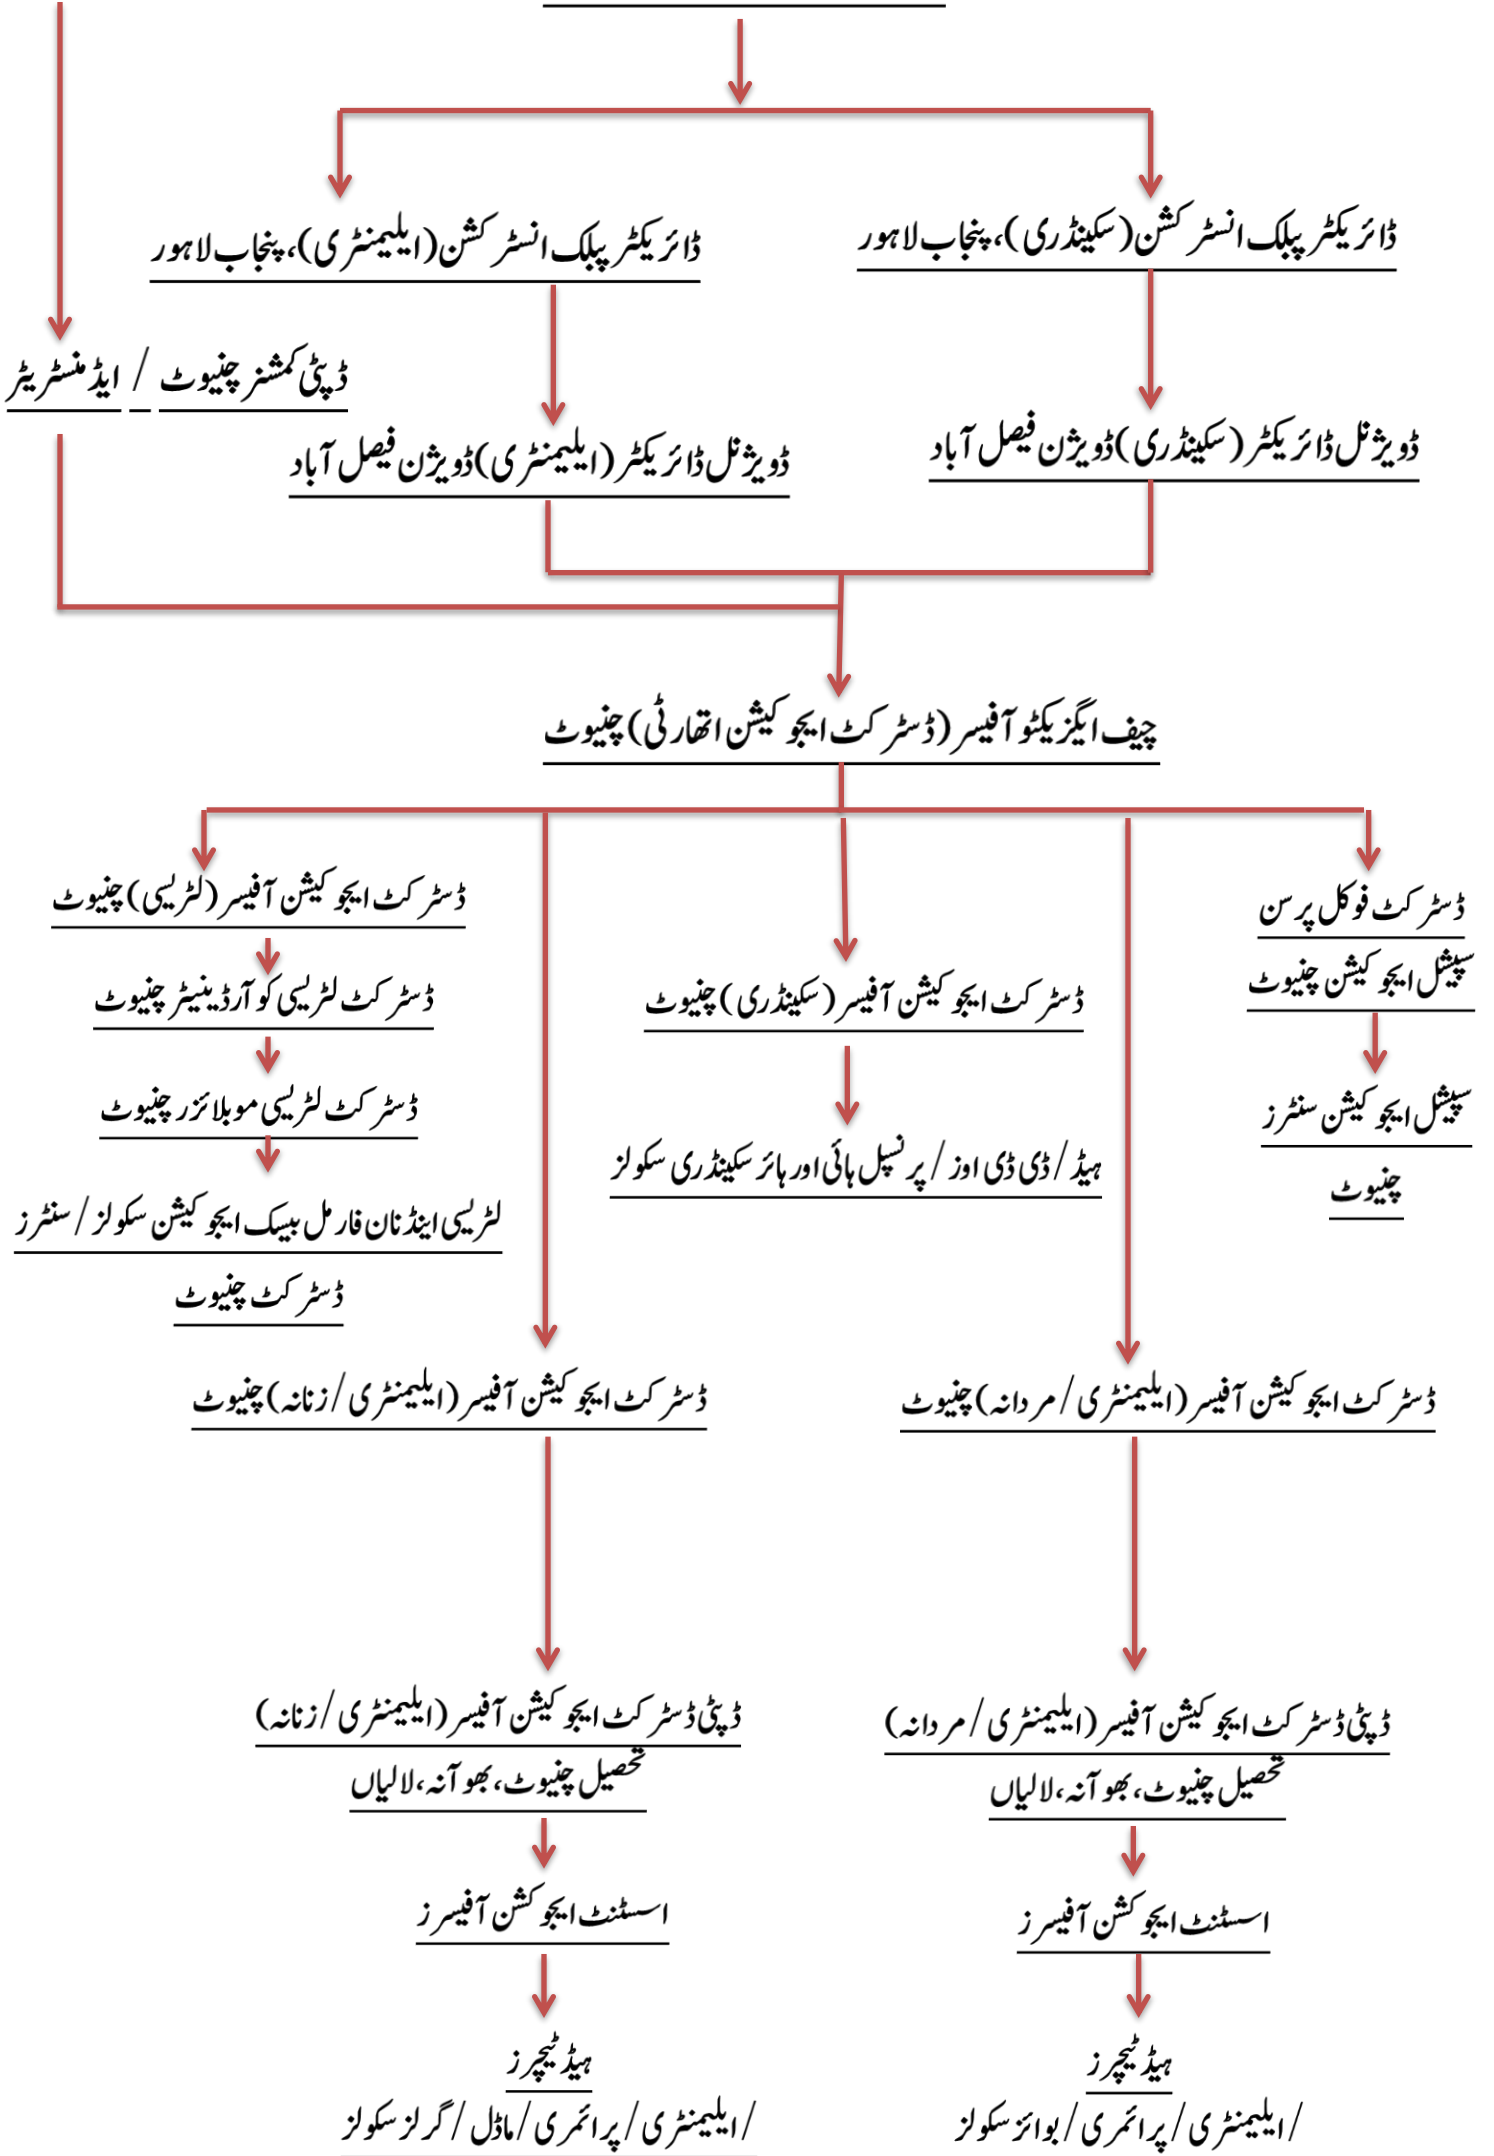 ڈائریکٹر پبلک انسٹرکشن (سکینڈری)، پنجاب لاہور
ڈائریکٹر پبلک انسٹرکشن (ایلیمنٹری)، پنجاب لاہور
ڈپٹی کمشنر چنیوٹ / ایڈمنسٹریٹر
ڈویژنل ڈائریکٹر (سکینڈری) ڈویژن فیصل آباد
ڈویژنل ڈائریکٹر (ایلیمنٹری) ڈویژن فیصل آباد
چیف ایگزیکٹو آفیسر (ڈسٹرکٹ ایجوکیشن اتھارٹی) چنیوٹ
ڈسٹرکٹ فوکل پرسن
سپیشل ایجوکیشن چنیوٹ
سپیشل ایجوکیشن سنٹرز
چنیوٹ
ڈسٹرکٹ ایجوکیشن آفیسر (سکینڈری) چنیوٹ
ہیڈ/ڈی ڈی اوز/پرنسپل ہائی اور ہائر سکینڈری سکولز
ڈسٹرکٹ ایجوکیشن آفیسر (لٹریسی) چنیوٹ
ڈسٹرکٹ لٹریسی کوآرڈینیٹر چنیوٹ
ڈسٹرکٹ لٹریسی موبلائزر چنیوٹ
لٹریسی اینڈ نان فارمل بیسک ایجوکیشن سکولز/سنٹرز
ڈسٹرکٹ چنیوٹ
ڈسٹرکٹ ایجوکیشن آفیسر (ایلیمنٹری/مردانہ) چنیوٹ
ڈسٹرکٹ ایجوکیشن آفیسر (ایلیمنٹری/زنانہ) چنیوٹ
ڈپٹی ڈسٹرکٹ ایجوکیشن آفیسر (ایلیمنٹری/مردانہ)
تحصیل چنیوٹ، بھوآنہ، لالیاں
اسسٹنٹ ایجوکشن آفیسرز
ہیڈ ٹیچرز
/ایلیمنٹری/پرائمری/بوائز سکولز
ڈپٹی ڈسٹرکٹ ایجوکیشن آفیسر (ایلیمنٹری/زنانہ)
تحصیل چنیوٹ، بھوآنہ، لالیاں
اسسٹنٹ ایجوکشن آفیسرز
ہیڈ ٹیچرز
/ایلیمنٹری/پرائمری/ماڈل/گرلز سکولز